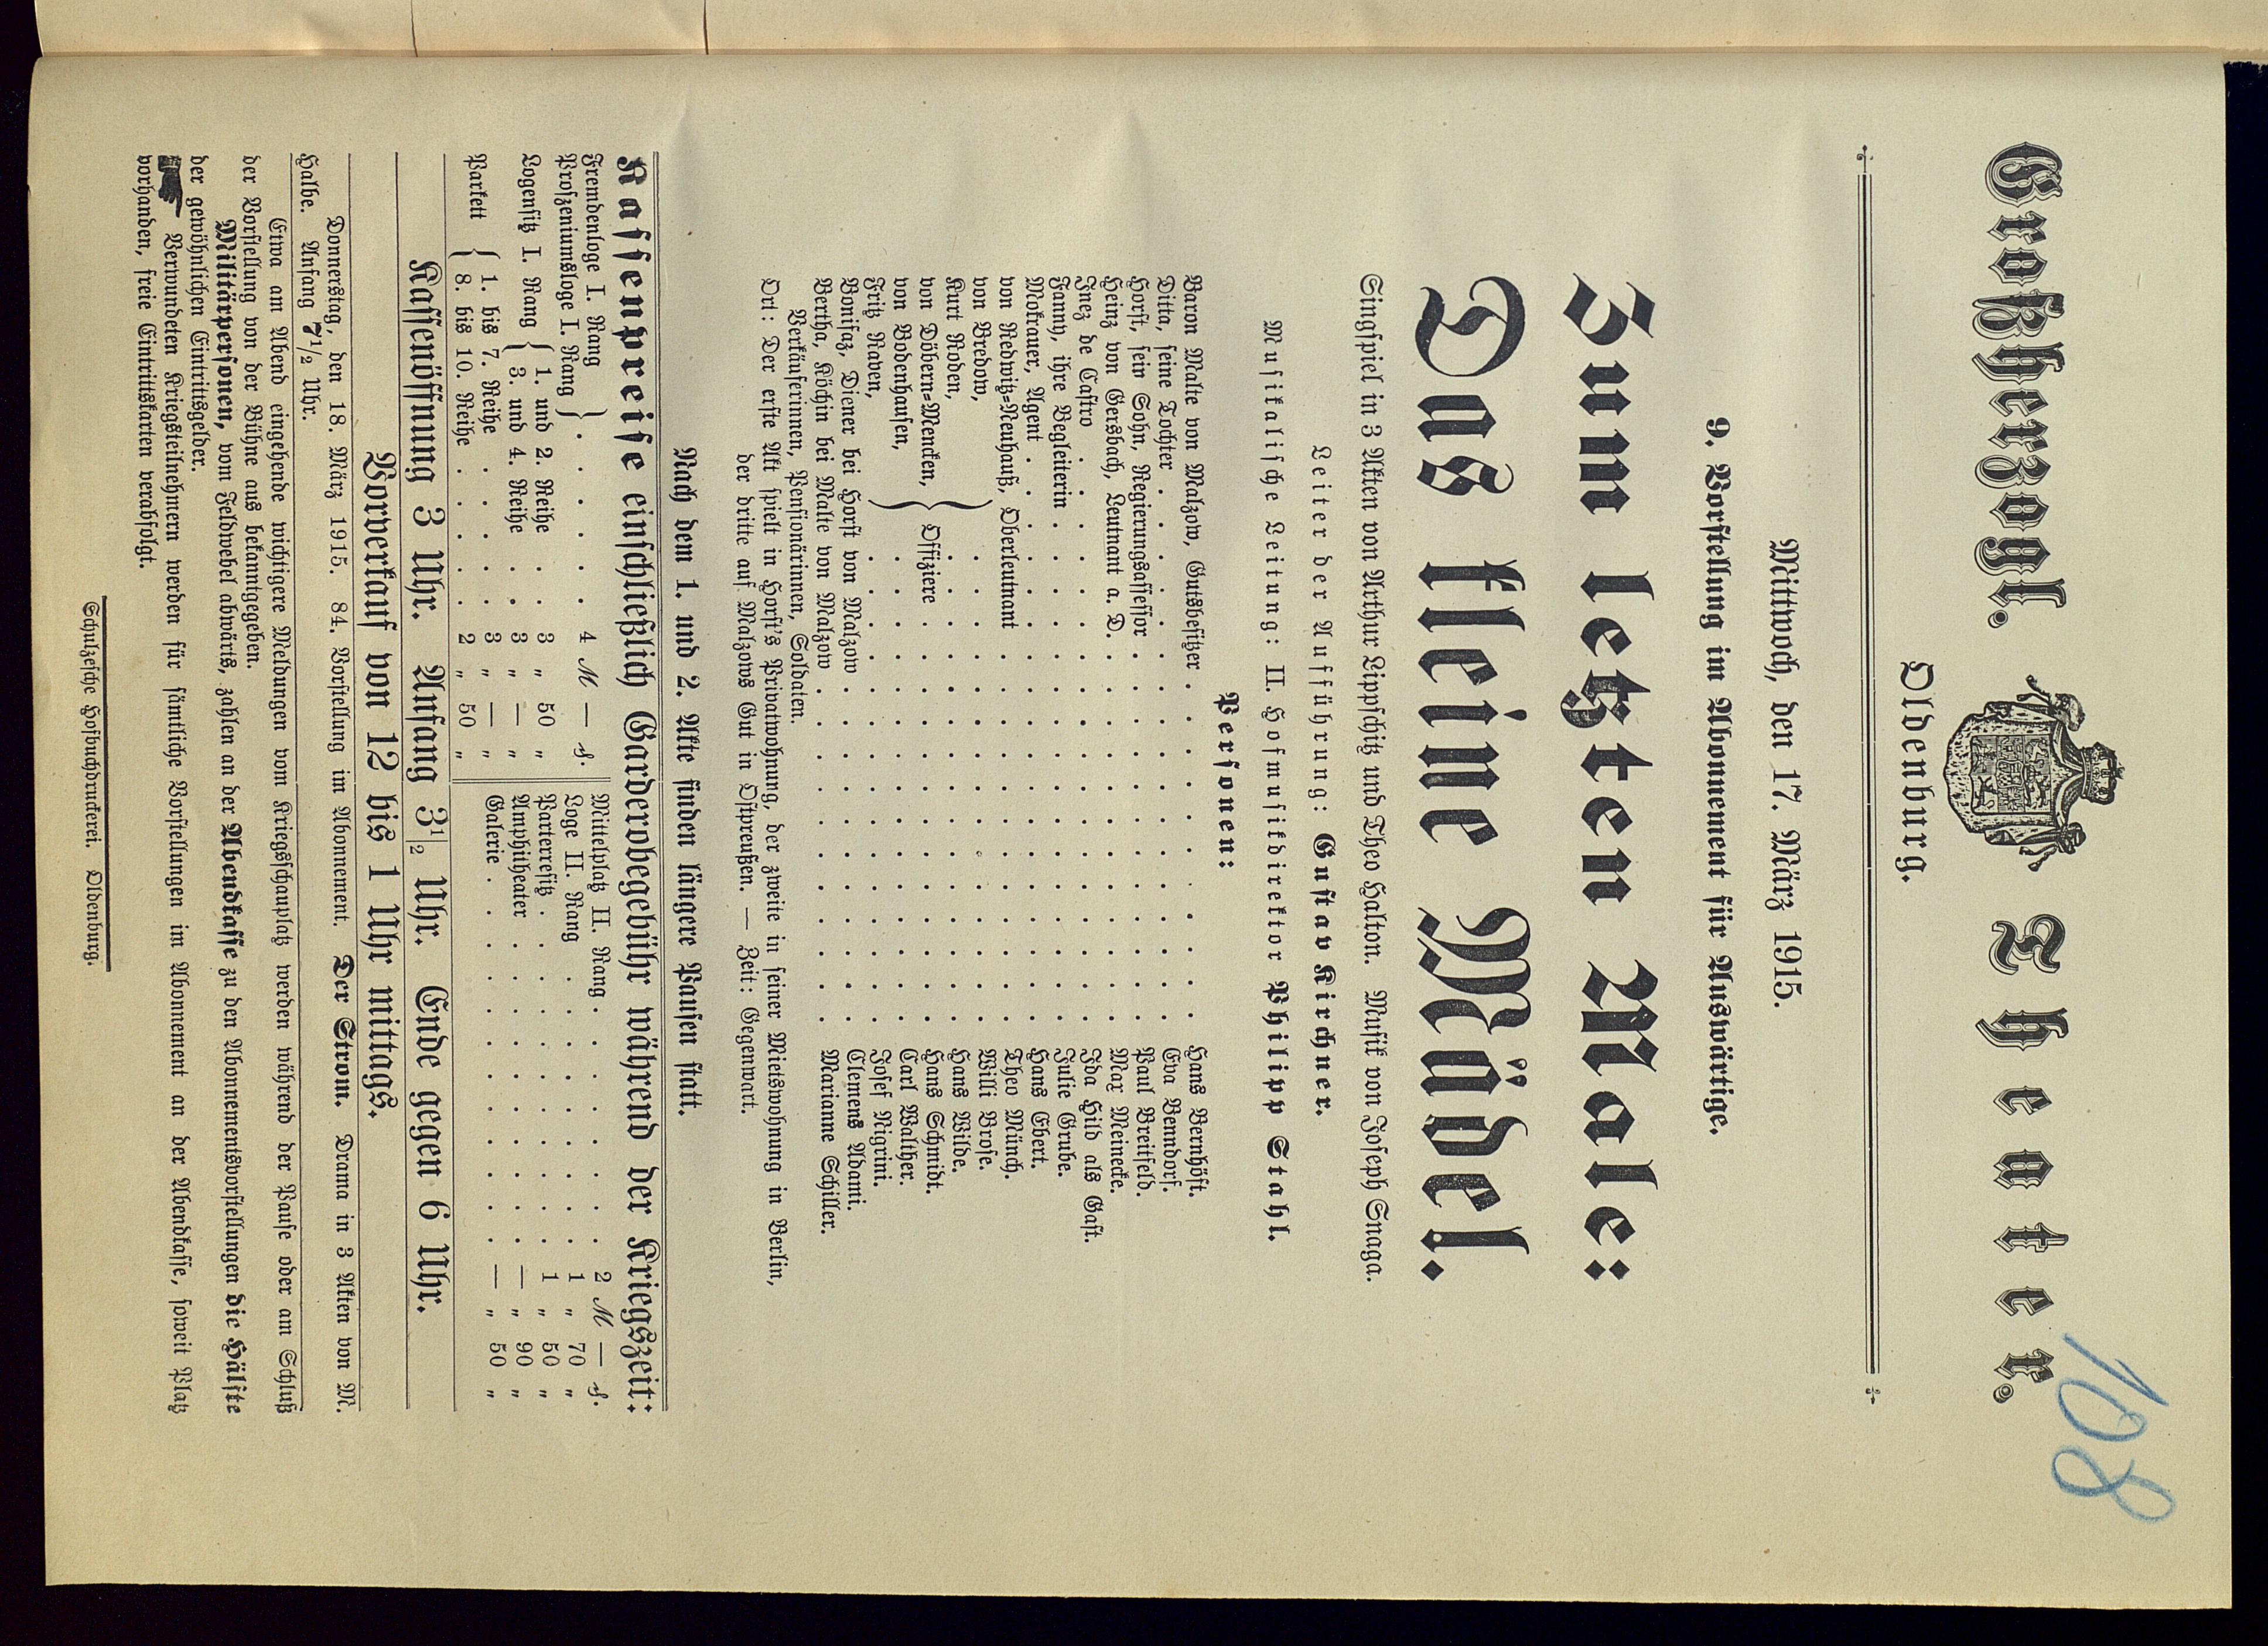 108
Großherzogl. Theater.
Oldenburg.
Mittwoch, den 17. März 1915.
9. Vorstellung im Abonnement für Auswärtige.
Zum letzten Male:
Das kleine Mädel.
Singspiel in 3 Akten von Arthur Lippschitz und Theo Halton. Musik von Joseph Snaga.
Leiter der Aufführung: Gustav Kirchner.
Musikalische Leitung: II. Hofmusikdirektor Philipp Stahl.
Personen:
Baron Malte von Malzow, Gutsbesitzer . . . . . . . . . . . Hans Bernhöft.
Ditta, seine Tochter . . . . . . . . . . . . . . . . Eva Benndorf.
Horst, sein Sohn, Regierungsassessor . . . . . . . . . . . . Paul Breitfeld.
Heinz von Gersbach, Leutnant a. D. . . . . . . . . . . . . Max Meinecke.
Inez de Castro . . . . . . . . . . . . . . . . . . Ida Hild als Gast.
Fanny, ihre Begleiterin . . . . . . . . . . . . . . . Julie Grube.
Mokrauer, Agent . . . . . . . . . . . . . . . . . Hans Ebert.
von Redwitz=Neuhauß, Oberleutnant . . . . . . . . . . . . Theo Münch.
von Bredow, . . . . . . . . . . . . . . Willi Brose.
Kurt Roden, . . . . . . . . . . . . . . Hans Wilde.
von Döbern=Mencken, } Offiziere . . . . . . . . . . . . Hans Schmidt.
von Bodenhausen, . . . . . . . . . . . . . . Carl Walther.
Fritz Raven, . . . . . . . . . . . . . . Josef Nigrini.
Bonifaz, Diener bei Horst von Malzow . . . . . . . . . . . Clemens Adami.
Bertha, Köchin bei Malte von Malzow . . . . . . . . . . . Marianne Schiller.
Verkäuferinnen, Pensionärinnen, Soldaten.
Ort: Der erste Akt spielt in Horst's Privatwohnung, der zweite in seiner Mietswohnung in Berlin,
der dritte auf Malzows Gut in Ostpreußen. — Zeit: Gegenwart.
Nach dem 1. und 2. Akte finden längere Pausen statt.
Kassenpreise einschließlich Garderobegebühr während der Kriegszeit:
Fremdenloge I. Rang
Proszeniumsloge I. Rang } . . . . . . 4 M — ₰.
Logensitz I. Rang { 1. und 2. Reihe . . . 3 „ 50 „
3. und 4. Reihe . . . 3 „ — „
Parkett { 1. bis 7. Reihe . . . . . 3 „ — „
8. bis 10. Reihe . . . . . 2 „ 50 „
Mittelplatz II. Rang . . . . . . . . 2 M — ₰.
Loge II. Rang . . . . . . . . . 1 „ 70 „
Parterresitz . . . . . . . . . . 1 „ 50 „
Amphitheater . . . . . . . . . . — „ 90 „
Galerie . . . . . . . . . . . . — „ 50 „
Kassenöffnung 3 Uhr. Anfang 3 1/2 Uhr. Ende gegen 6 Uhr.
Vorverkauf von 12 bis 1 Uhr mittags.
Donnerstag, den 18. März 1915. 84. Vorstellung im Abonnement. Der Strom. Drama in 3 Akten von M.
Halbe. Anfang 7 1/2 Uhr.
Etwa am Abend eingehende wichtigere Meldungen vom Kriegsschauplatz werden während der Pause oder am Schluß
der Vorstellung von der Bühne aus bekanntgegeben.
Militärpersonen, vom Feldwebel abwärts, zahlen an der Abendkasse zu den Abonnementsvorstellungen die Hälfte
der gewöhnlichen Eintrittsgelder.
Verwundeten Kriegsteilnehmern werden für sämtliche Vorstellungen im Abonnement an der Abendkasse, soweit Platz
vorhanden, freie Eintrittskarten verabfolgt.
Schulzesche Hofbuchdruckerei. Oldenburg.